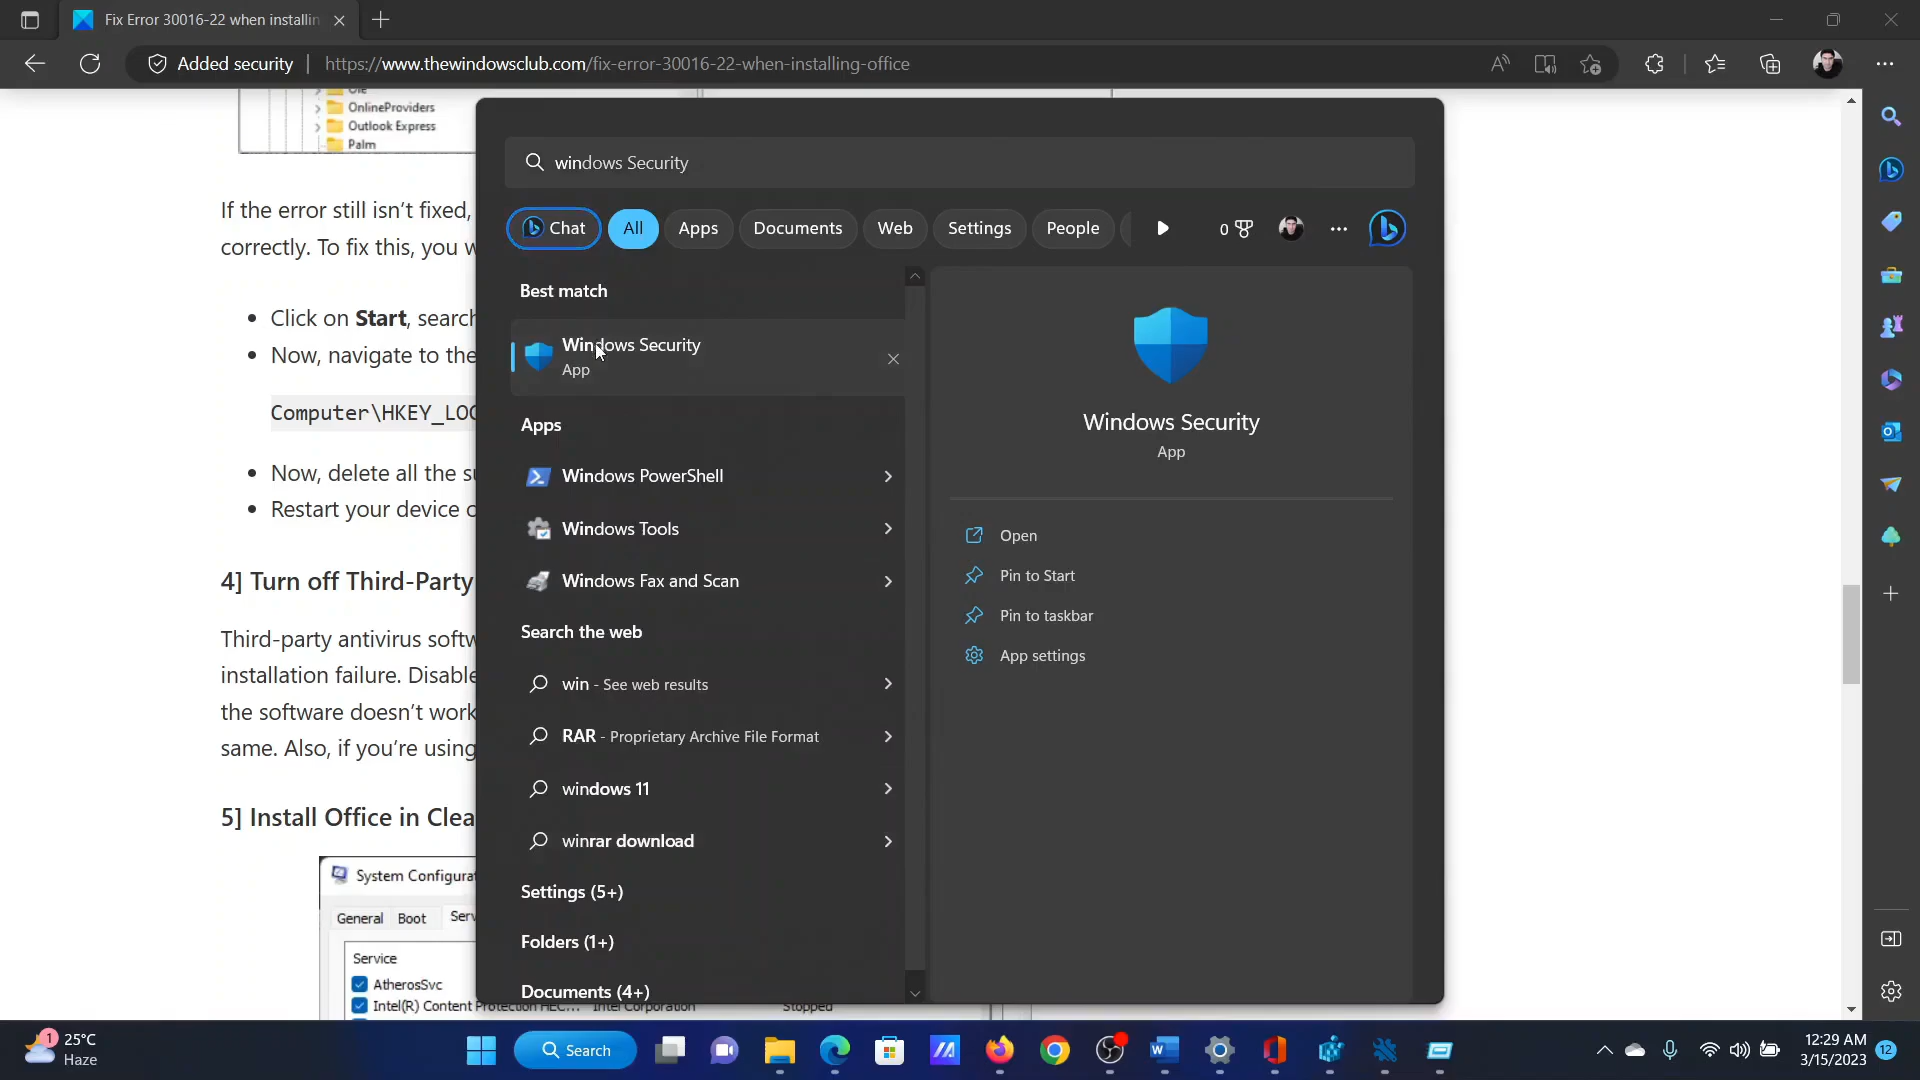 Fix Error 30016-22 when installin
Added security
https://www.thewindowsclub.com/fix-error-30016-22-when-installing-office
OnlineProviders
Outlook Express
Palm
If the error still isn't fixed,
correctly. To fix this, you w
Click on Start, search
Now, navigate to the
Computer\HKEY_LOC
Now, delete all the su
Restart your device o
4] Turn off Third-Party
Third-party antivirus softw
installation failure. Disable
the software doesn't work
same. Also, if you're using
5] Install Office in Clea
System Configurat
General Boot Serv
Service
AtherosSvc
Intel(R) Content Protection HEC... Intel Corporation Stopped
windows Security
Chat All Apps Documents Web Settings People 0
Best match
Windows Security
App
Apps
Windows PowerShell
Windows Tools
Windows Fax and Scan
Search the web
win - See web results
RAR - Proprietary Archive File Format
windows 11
winrar download
Settings (5+)
Folders (1+)
Documents (4+)
Windows Security
App
Open
Pin to Start
Pin to taskbar
App settings
1 25°C
Haze
Search
12:29 AM
3/15/2023
12